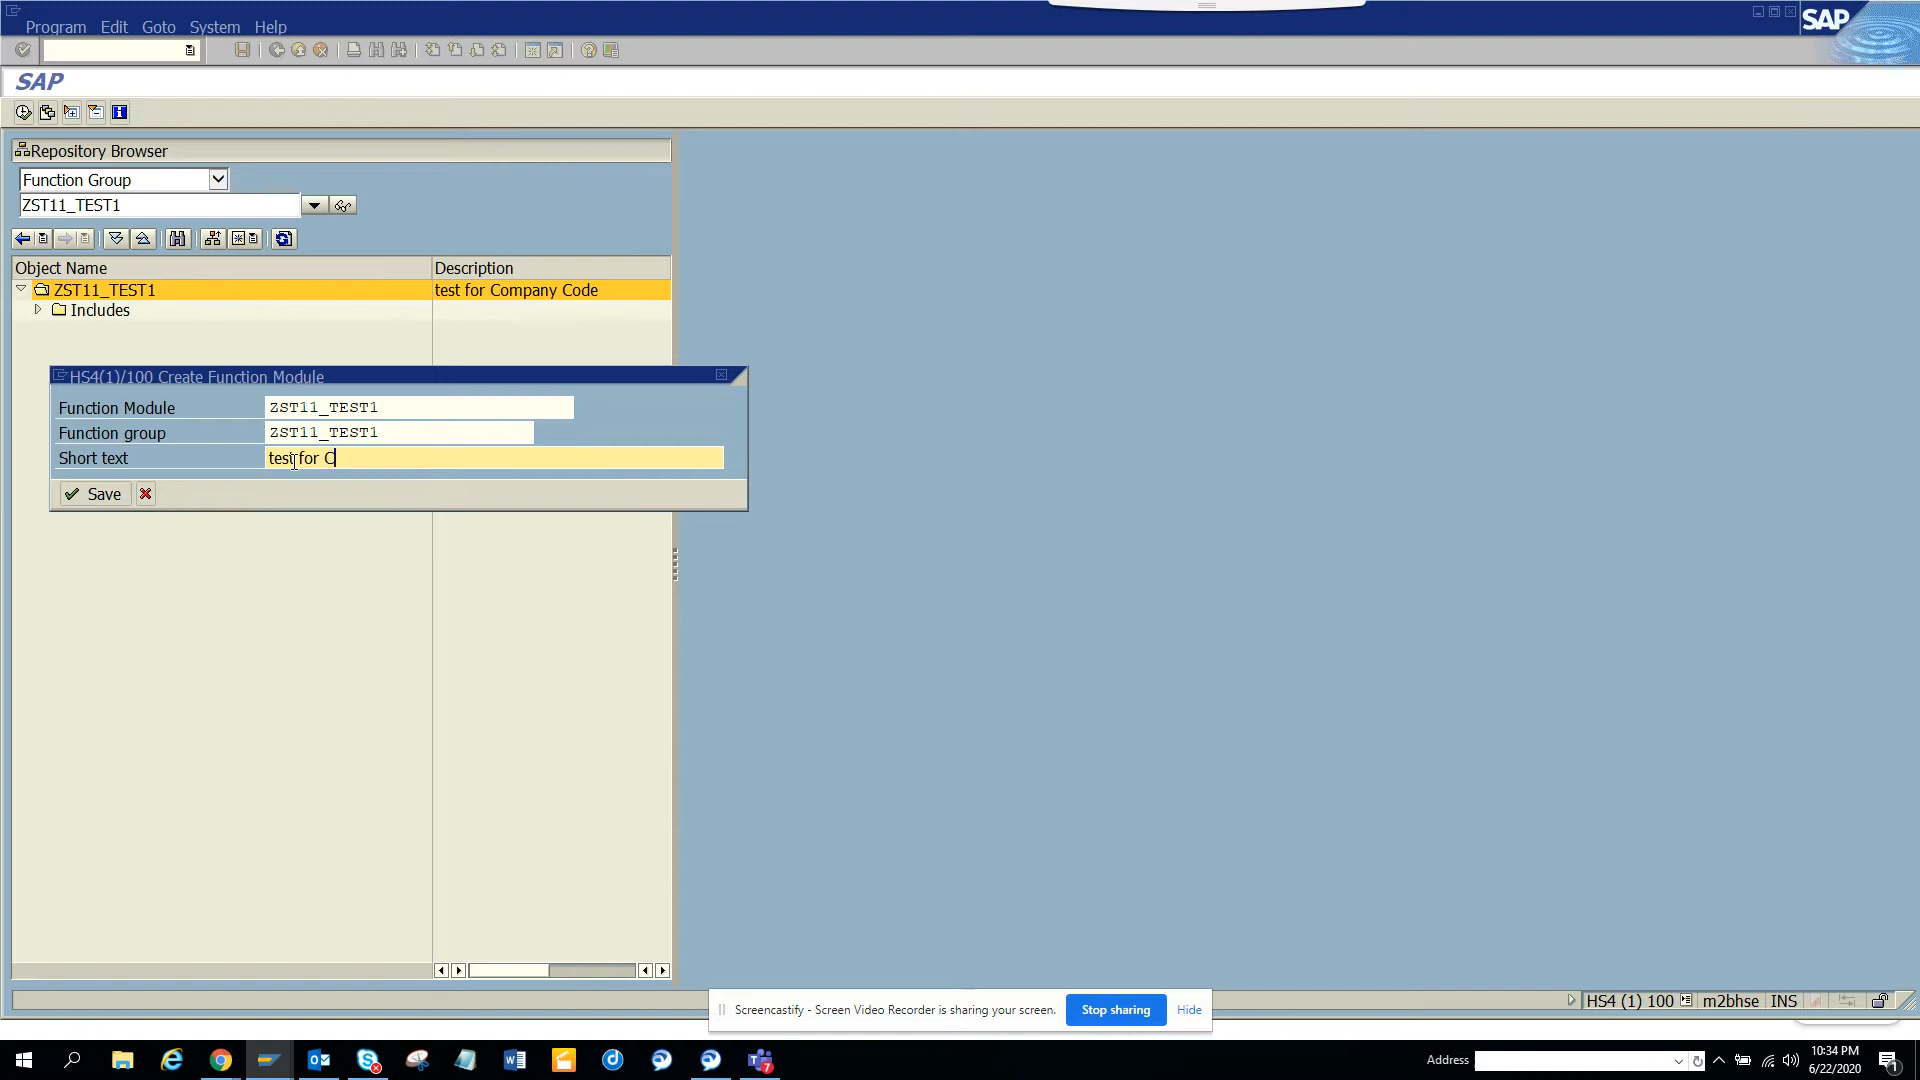 Program Edit Goto System Help
SAP
SAP
Repository Browser
Function Group
ZST11_TEST1
Object Name Description
ZST11_TEST1 test for Company Code
Includes
HS4(1)/100 Create Function Module
Function Module ZST11_TEST1
Function group ZST11_TEST1
Short text test for C
Save
HS4 (1) 100 m2bhse INS
Screencastify - Screen Video Recorder is sharing your screen. Stop sharing Hide
Address
10:34 PM
6/22/2020
7
1